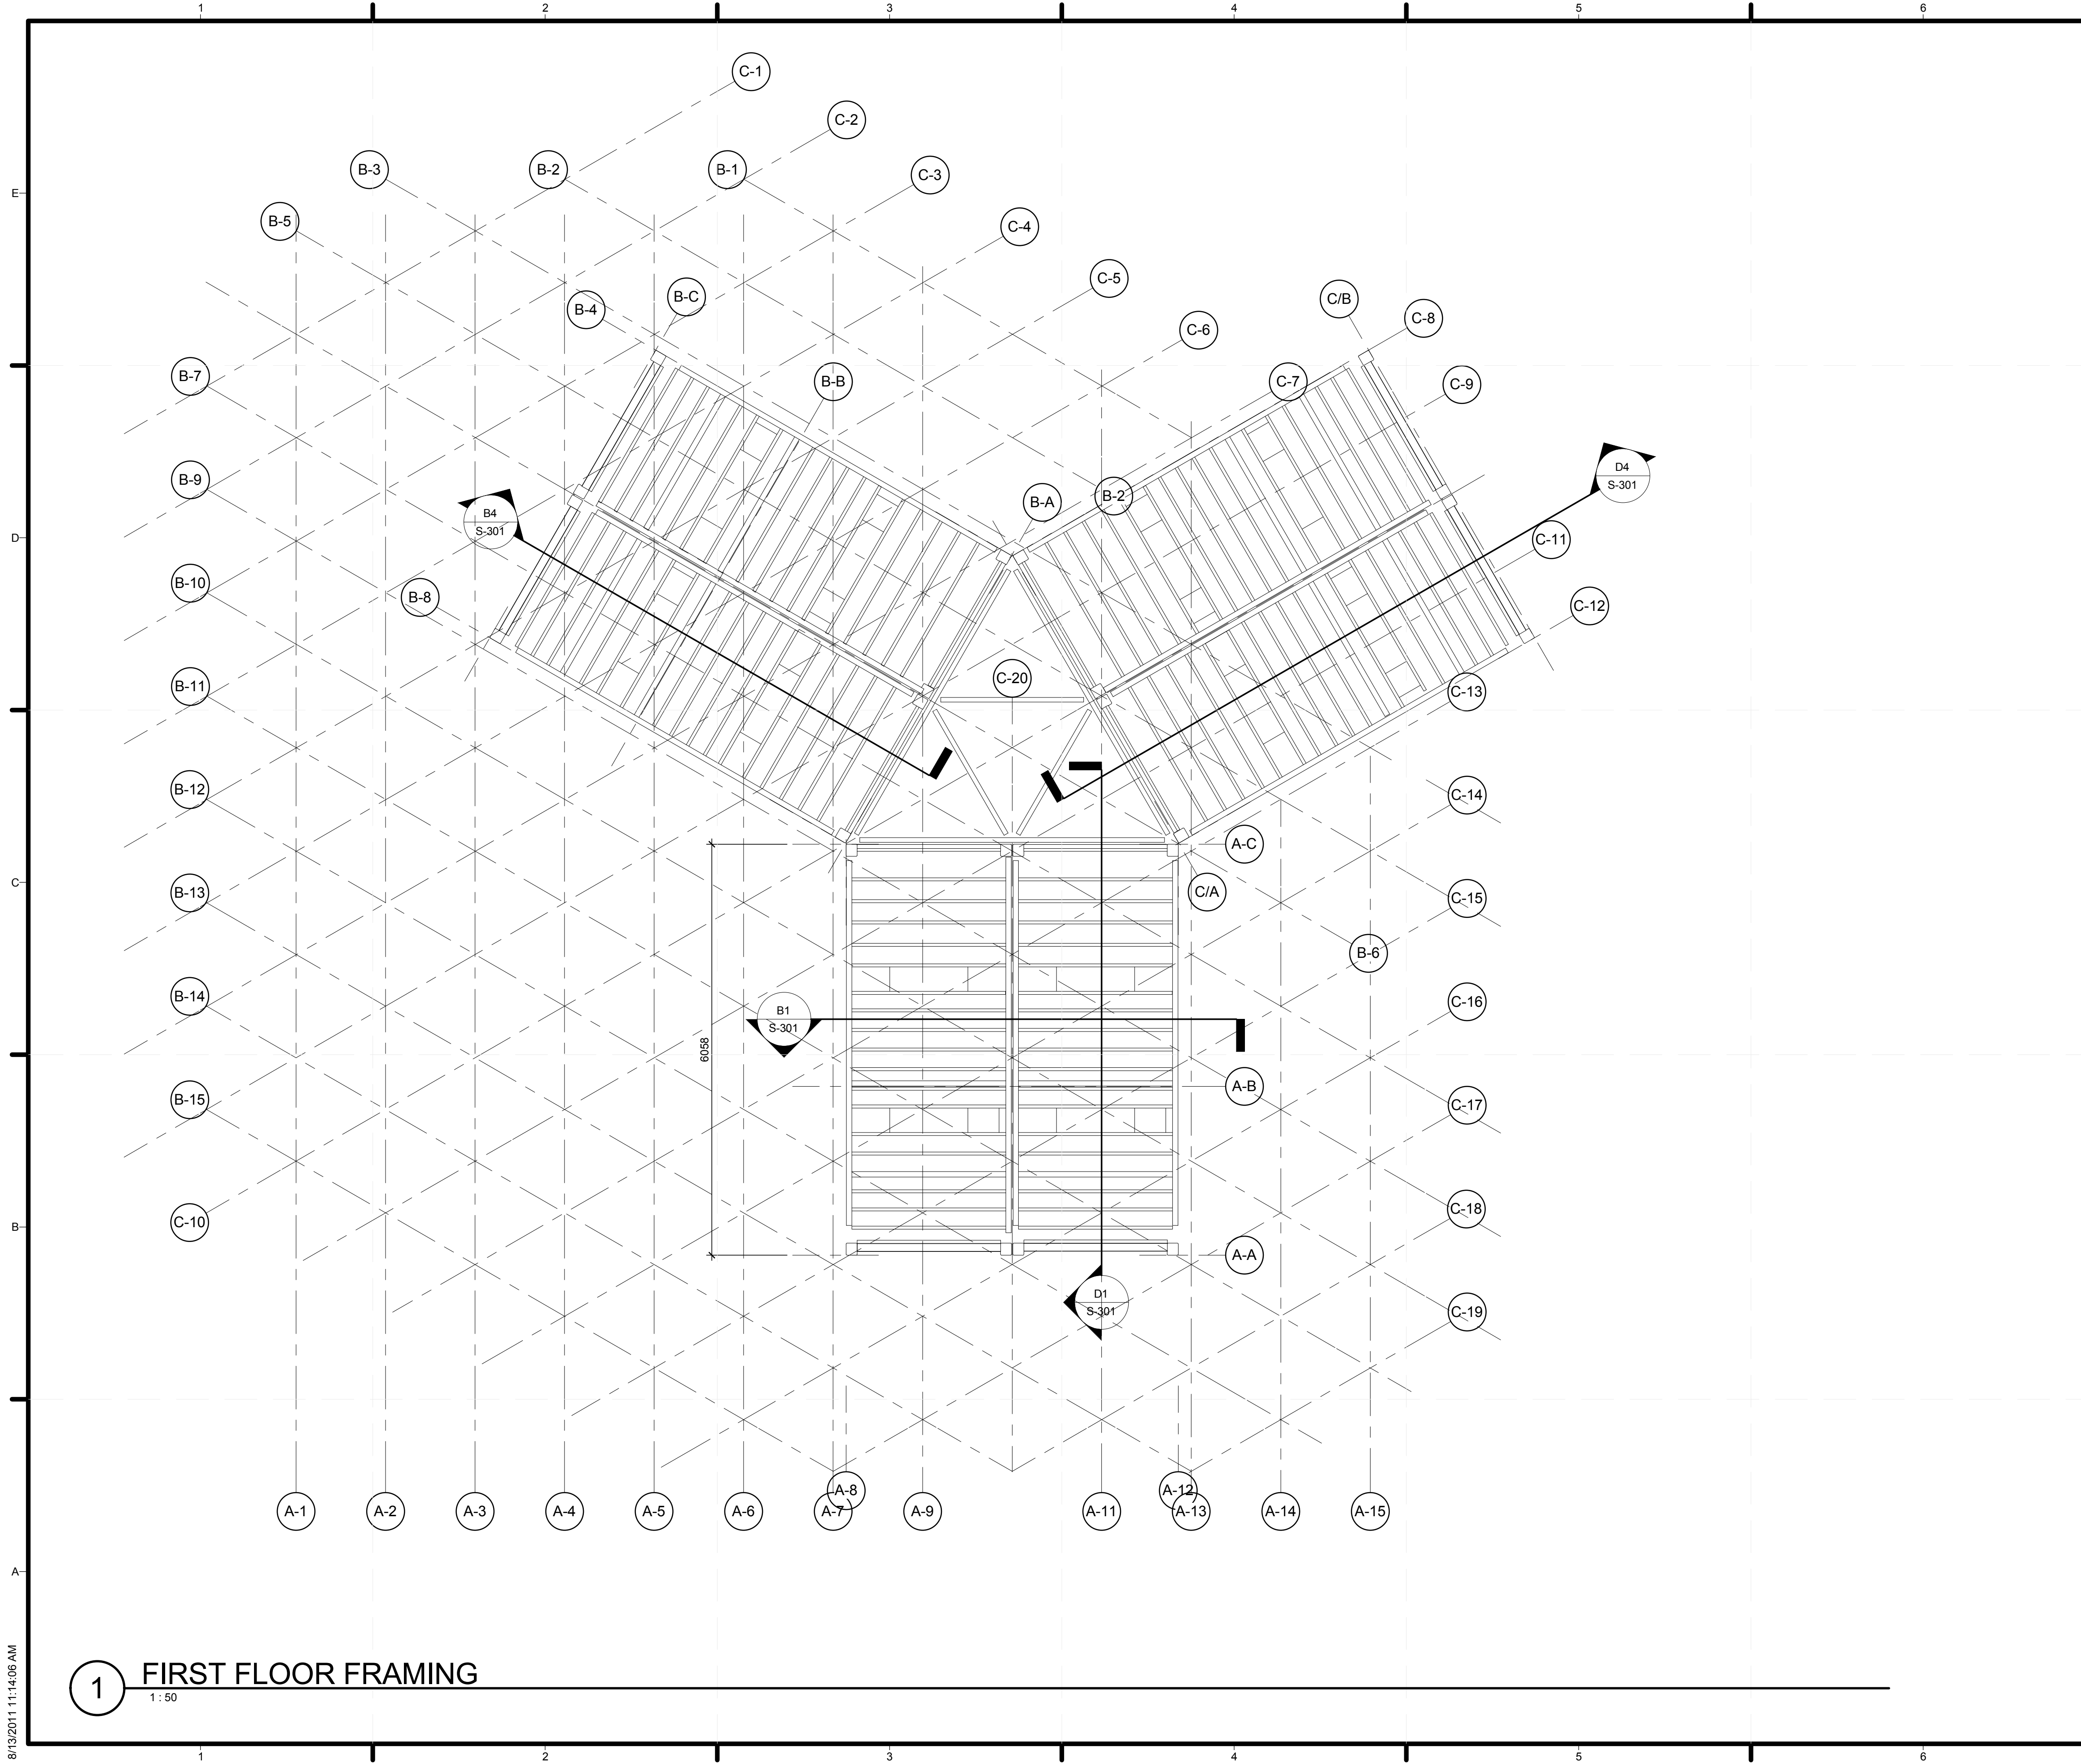 1 2 3 4 5 6
C-1
C-2
B-3 B-2 B-1 C-3
E
B-5 C-4
C-5
B-4 B-C C/B C-8
C-6
B-7 B-B C-7 C-9
B-9 B-A B-2 D4
S-301
B4
S-301
D C-11
B-10 B-8 C-12
B-11 C-20 C-13
B-12 C-14
A-C
C B-13 C/A C-15
B-6
B-14 C-16
B1
S-301
6058
B-15 A-B C-17
C-10 C-18
B
A-A
D1
S-301
C-19
A-8 A-12
A-1 A-2 A-3 A-4 A-5 A-6 A-7 A-9 A-11 A-13 A-14 A-15
A
1 FIRST FLOOR FRAMING
1 : 50
8/13/2011 11:14:06 AM
1 2 3 4 5 6